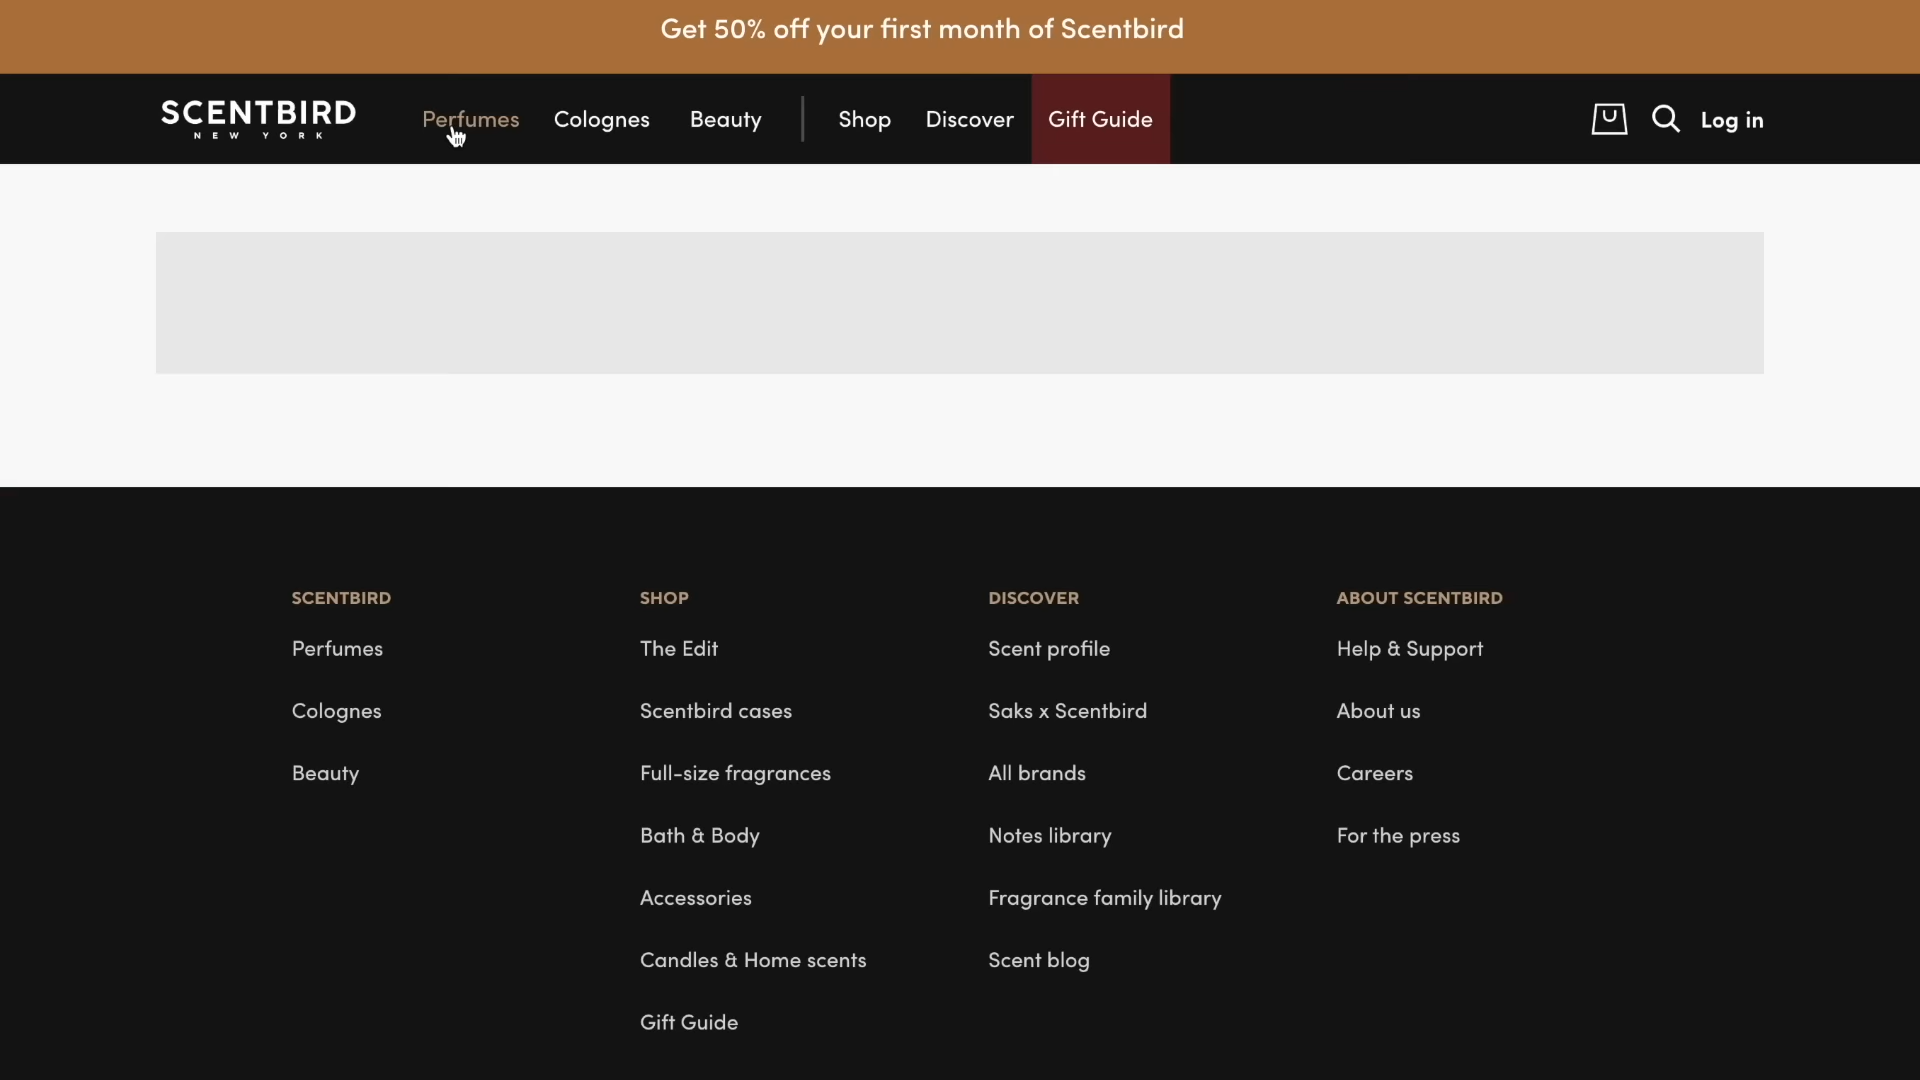 Get 50% off your first month of Scentbird
SCENTBIRD
NEW YORK
Perfumes
Colognes
Beauty
Shop
Discover
Gift Guide
Log in
SCENTBIRD
Perfumes
Colognes
Beauty
SHOP
The Edit
Scentbird cases
Full-size fragrances
Bath & Body
Accessories
Candles & Home scents
Gift Guide
DISCOVER
Scent profile
Saks x Scentbird
All brands
Notes library
Fragrance family library
Scent blog
ABOUT SCENTBIRD
Help & Support
About us
Careers
For the press